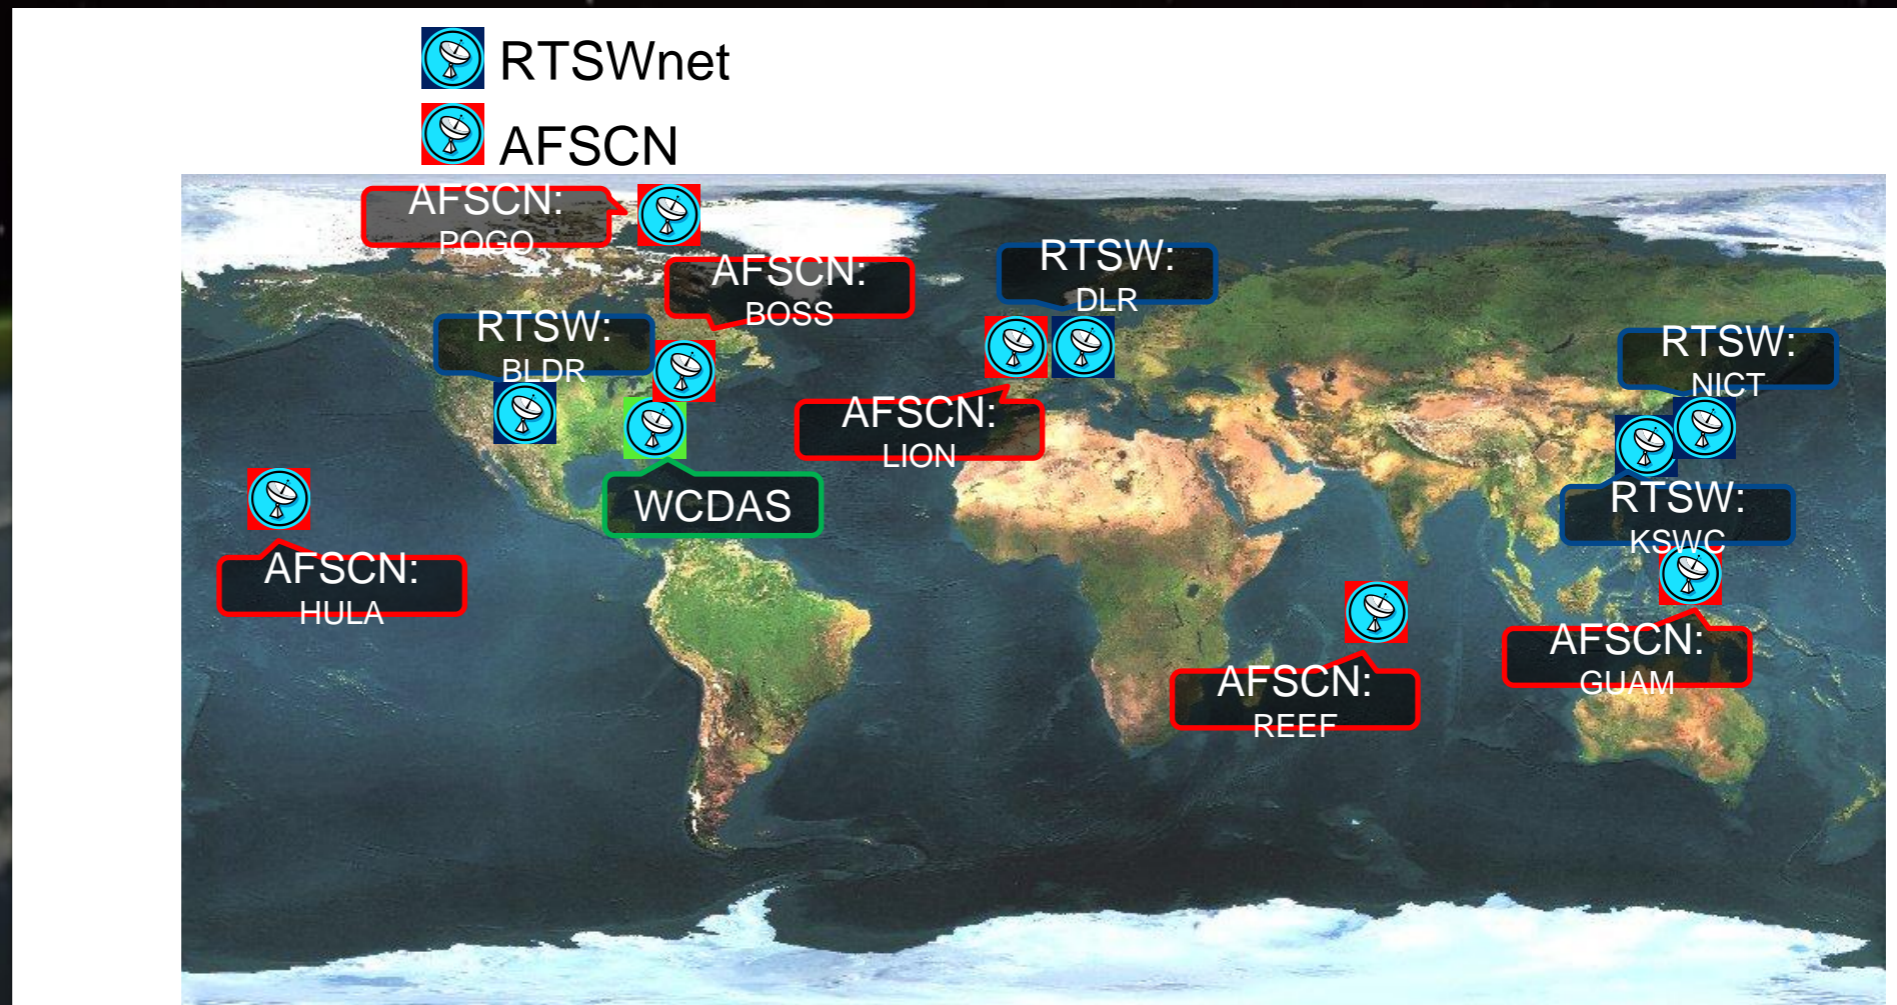 RTSWnet
AFSCN
AFSCN:
POGO
AFSCN:
BOSS
RTSW:
DLR
RTSW:
BLDR
RTSW:
NICT
AFSCN:
LION
WCDAS
RTSW:
KSWC
AFSCN:
HULA
AFSCN:
GUAM
AFSCN:
REEF